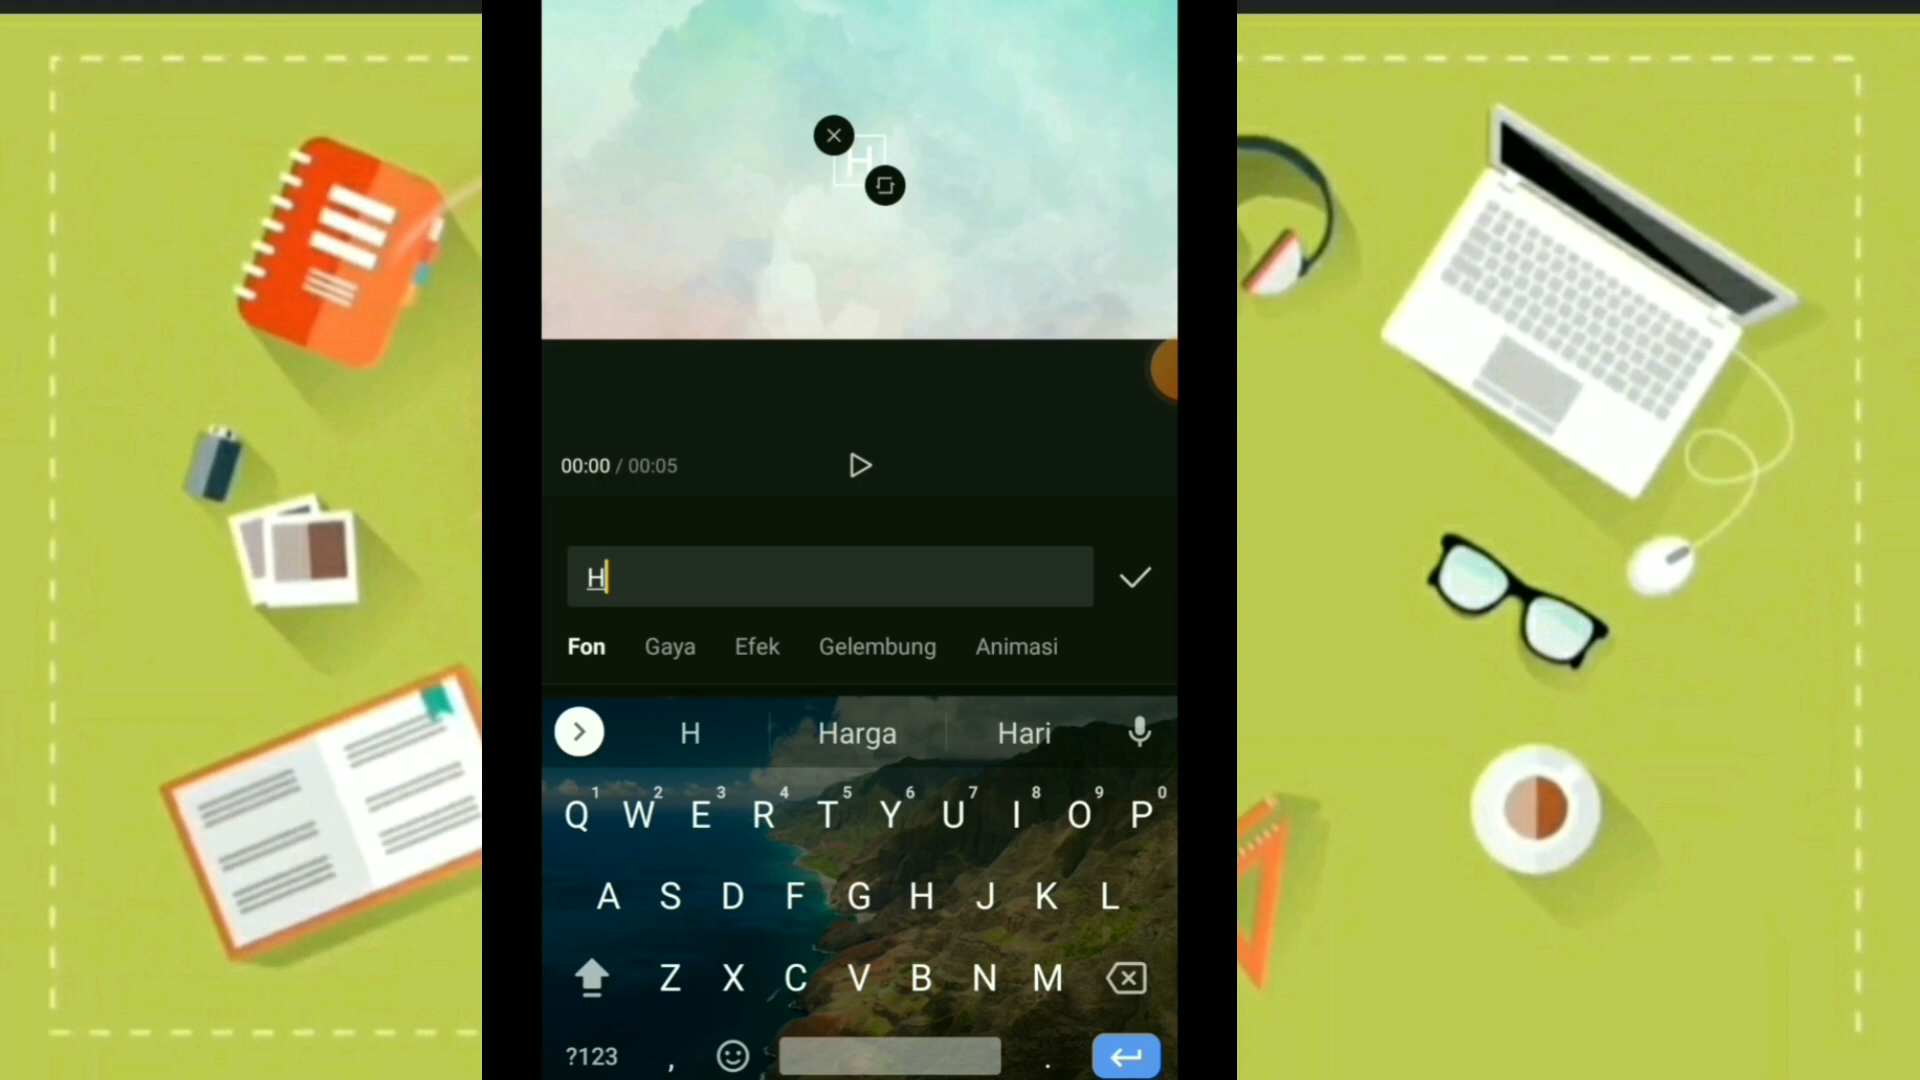 H
00:00 / 00:05
H
Fon Gaya Efek Gelembung Animasi
H Harga Hari
1 2 3 4 5 6 7 8 9 0
Q W E R T Y U I O P
A S D F G H J K L
Z X C V B N M
?123 , .